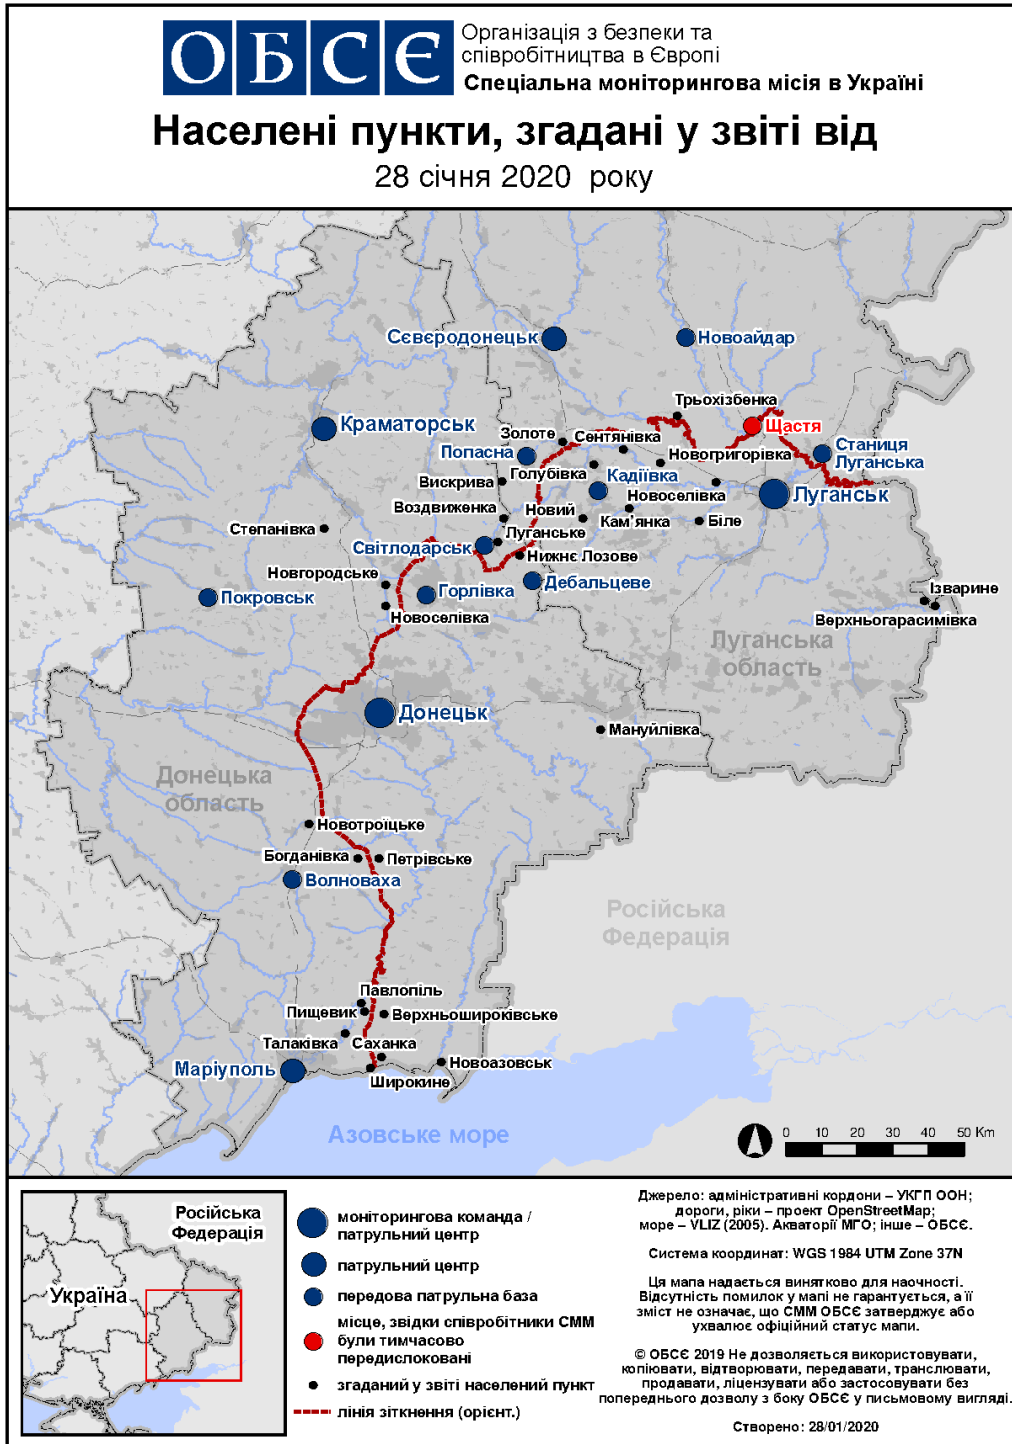 ОБСЄ
Організація з безпеки та
співробітництва в Європі
Спеціальна моніторингова місія в Україні
Населені пункти, згадані у звіті від
28 січня 2020 року
Сєвєродонецьк
Новоайдар
Трьохізбенка
Щастя
Краматорськ
Золоте
Сентянівка
Станиця
Луганська
Попасна
Голубівка
Новогригорівка
Кадіївка
Вискрива
Новоселівка
Луганськ
Воздвиженка
Новий
Кам'янка
Біле
Степанівка
Луганське
Світлодарськ
Нижнє Лозове
Новгородське
Дебальцеве
Горлівка
Покровськ
Новоселівка
Ізварине
Верхньогарасимівка
Луганська
область
Донецьк
Мануйлівка
Донецька
область
Новотроїцьке
Богданівка
Петрівське
Волноваха
Російська
Федерація
Павлопіль
Пищевик
Верхньошироківське
Талаківка
Саханка
Новоазовськ
Маріуполь
Широкине
Азовське море
0 10 20 30 40 50 Km
Російська
Федерація
Україна
моніторингова команда /
патрульний центр
патрульний центр
передова патрульна база
місце, звідки співробітники СММ
були тимчасово
передислоковані
згаданий у звіті населений пункт
лінія зіткнення (орієнт.)
Джерело: адміністративні кордони – УКГП ООН;
дороги, ріки – проект OpenStreetMap;
море – VLIZ (2005). Акваторії МГО; інше – ОБСЄ.
Система координат: WGS 1984 UTM Zone 37N
Ця мапа надається винятково для наочності.
Відсутність помилок у мапі не гарантується, а її
зміст не означає, що СММ ОБСЄ затверджує або
ухвалює офіційний статус мапи.
© ОБСЄ 2019 Не дозволяється використовувати,
копіювати, відтворювати, передавати, транслювати,
продавати, ліцензувати або застосовувати без
попереднього дозволу з боку ОБСЄ у письмовому вигляді.
Створено: 28/01/2020